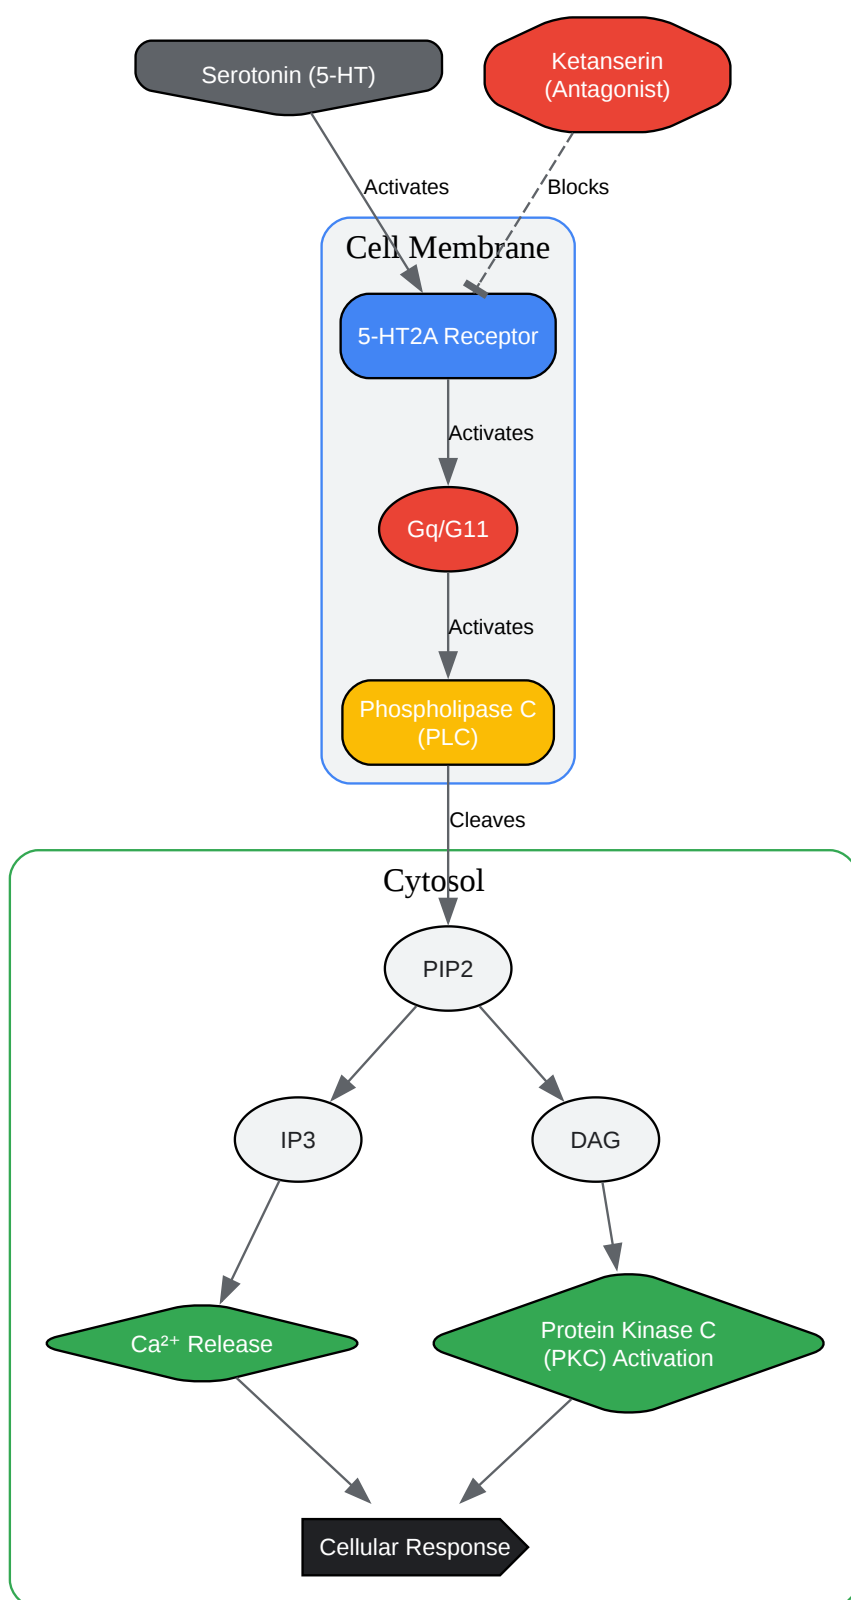 Serotonin (5-HT)
Ketanserin
(Antagonist)
Activates
Blocks
Cell Membrane
5-HT2A Receptor
Activates
Gq/G11
Activates
Phospholipase C
(PLC)
Cleaves
Cytosol
PIP2
IP3
DAG
Ca²⁺ Release
Protein Kinase C
(PKC) Activation
Cellular Response